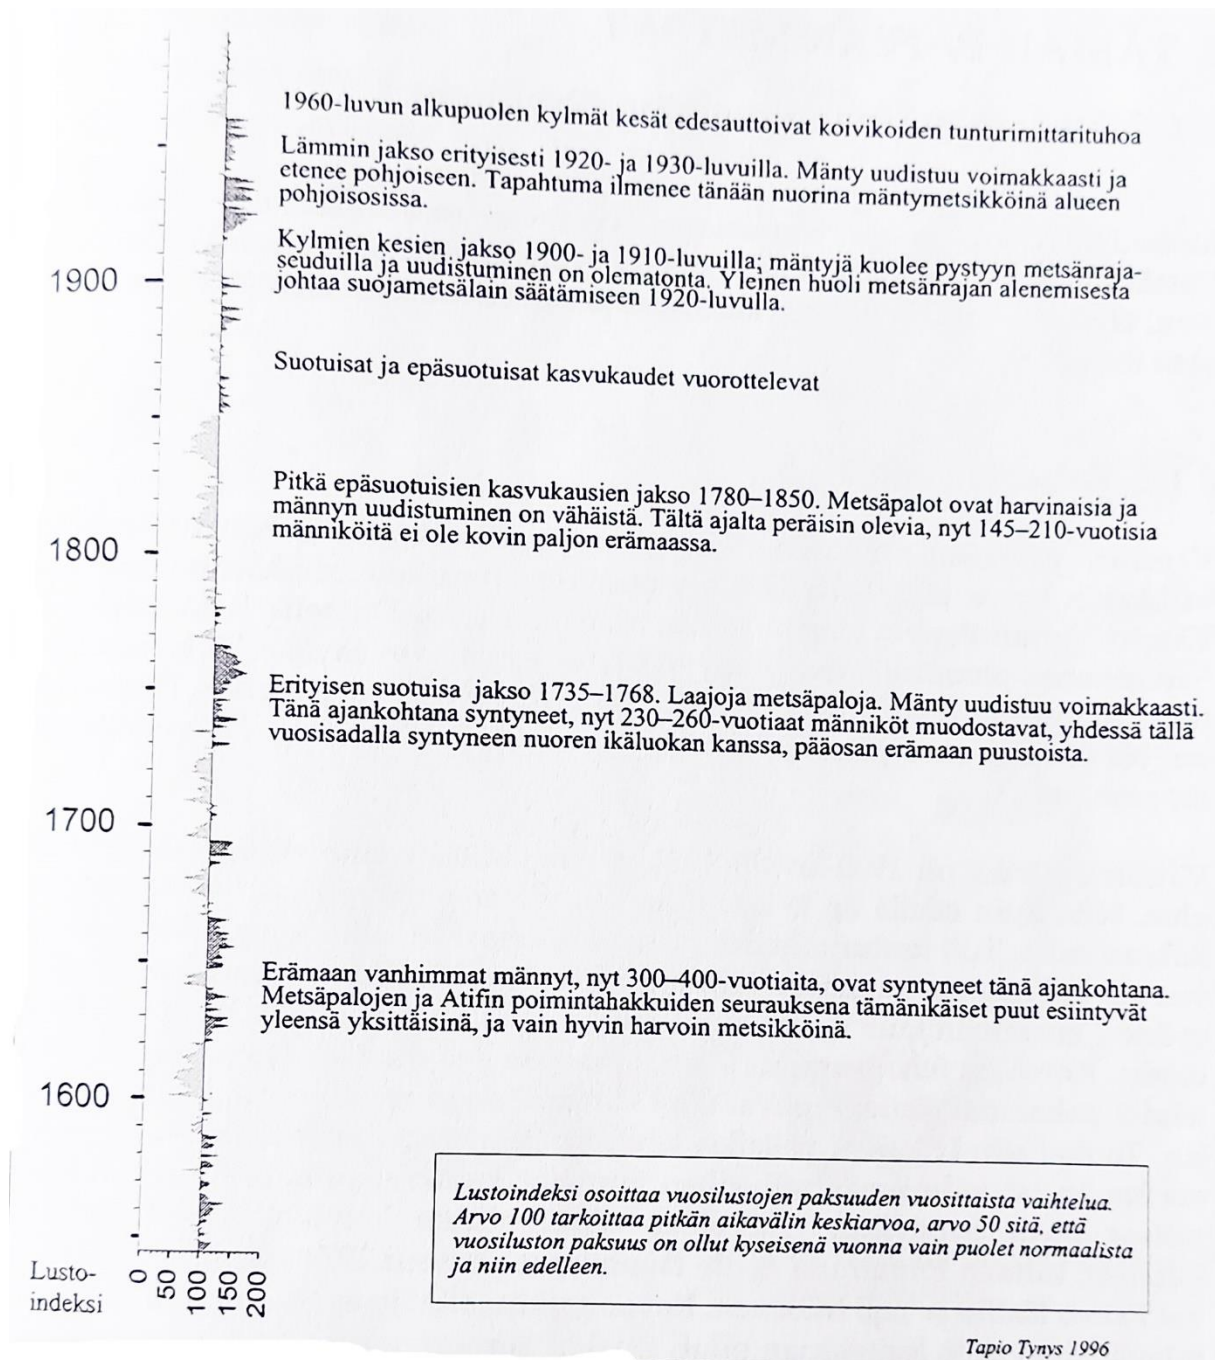 1960-luvun alkupuolen kylmät kesät edesauttoivat koivikoiden tunturimittarituhoa
Lämmin jakso erityisesti 1920- ja 1930-luvuilla. Mänty uudistuu voimakkaasti ja
etenee pohjoiseen. Tapahtuma ilmenee tänään nuorina mäntymetsikköinä alueen
pohjoisosissa.
1900
Kylmien kesien jakso 1900- ja 1910-luvuilla; mäntyjä kuolee pystyyn metsänraja-
seuduilla ja uudistuminen on olematonta. Yleinen huoli metsänrajan alenemisesta
johtaa suojametsälain säätämiseen 1920-luvulla.
Suotuisat ja epäsuotuisat kasvukaudet vuorottelevat
1800
Pitkä epäsuotuisien kasvukausien jakso 1780–1850. Metsäpalot ovat harvinaisia ja
männyn uudistuminen on vähäistä. Tältä ajalta peräisin olevia, nyt 145–210-vuotisia
männiköitä ei ole kovin paljon erämaassa.
Erityisen suotuisa jakso 1735–1768. Laajoja metsäpaloja. Mänty uudistuu voimakkaasti.
Tänä ajankohtana syntyneet, nyt 230–260-vuotiaat männiköt muodostavat, yhdessä tällä
vuosisadalla syntyneen nuoren ikäluokan kanssa, pääosan erämaan puustoista.
1700
Erämaan vanhimmat männyt, nyt 300–400-vuotiaita, ovat syntyneet tänä ajankohtana.
Metsäpalojen ja Atifin poimintahakkuiden seurauksena tämänikäiset puut esiintyvät
yleensä yksittäisinä, ja vain hyvin harvoin metsikköinä.
1600
Lustoindeksi osoittaa vuosilustojen paksuuden vuosittaista vaihtelua.
Arvo 100 tarkoittaa pitkän aikavälin keskiarvoa, arvo 50 sitä, että
vuosiluston paksuus on ollut kyseisenä vuonna vain puolet normaalista
ja niin edelleen.
Lusto-
indeksi
0
50
100
150
200
Tapio Tynys 1996